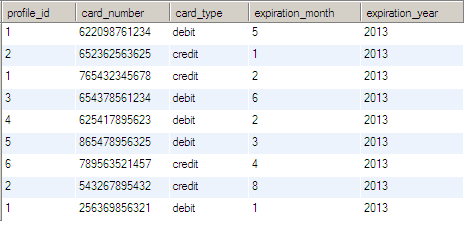 profile_id card_number card_type expiration_month expiration_year
1 622098761234 debit 5 2013
2 652362563625 credit 1 2013
1 765432345678 credit 2 2013
3 654378561234 debit 6 2013
4 625417895623 debit 2 2013
5 865478956325 debit 3 2013
6 789563521457 credit 4 2013
2 543267895432 credit 8 2013
1 256369856321 debit 1 2013